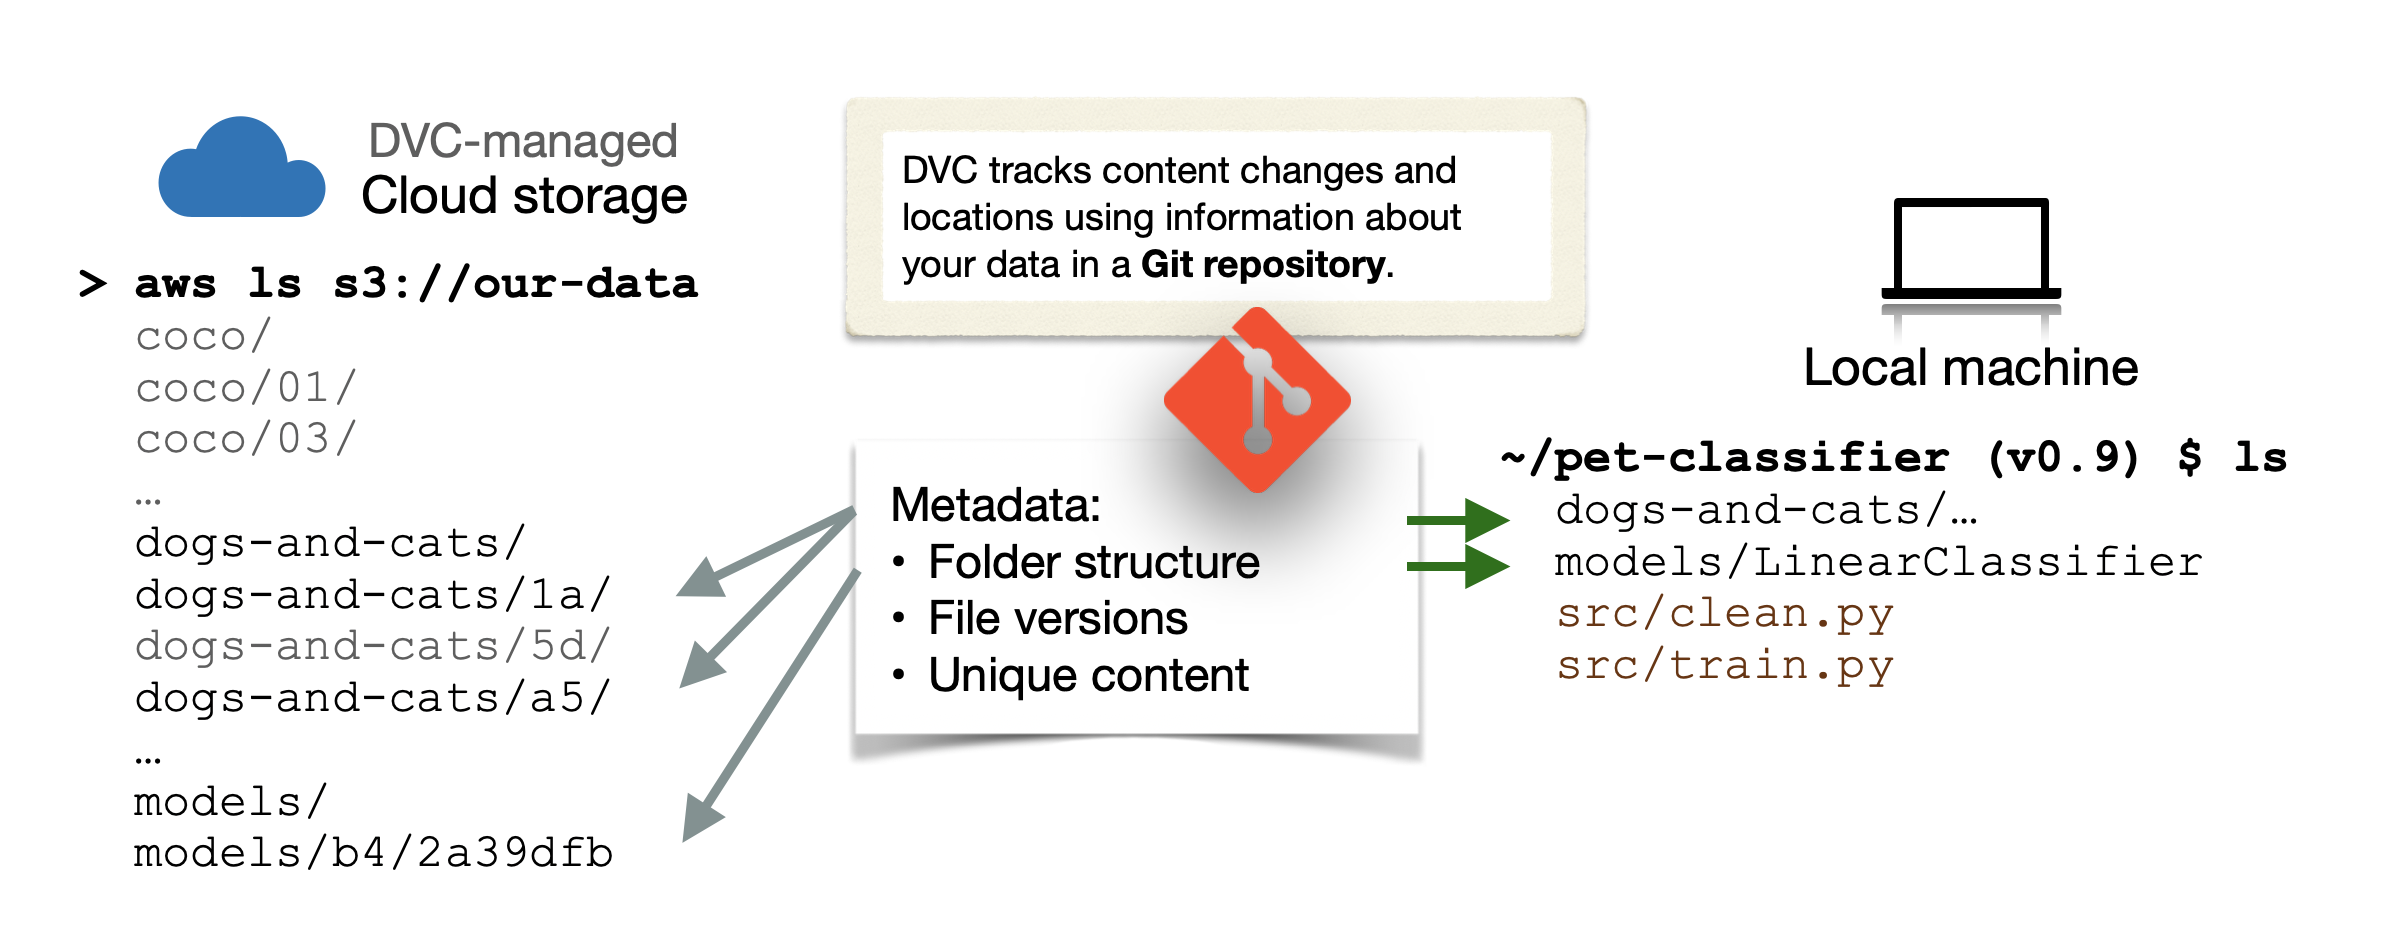 DVC-managed
Cloud storage
> aws ls s3://our-data
coco/
coco/01/
coco/03/
…
dogs-and-cats/
dogs-and-cats/1a/
dogs-and-cats/5d/
dogs-and-cats/a5/
…
models/
models/b4/2a39dfb
DVC tracks content changes and
locations using information about
your data in a Git repository.
Metadata:
• Folder structure
• File versions
• Unique content
Local machine
~/pet-classifier (v0.9) $ ls
dogs-and-cats/…
models/LinearClassifier
src/clean.py
src/train.py